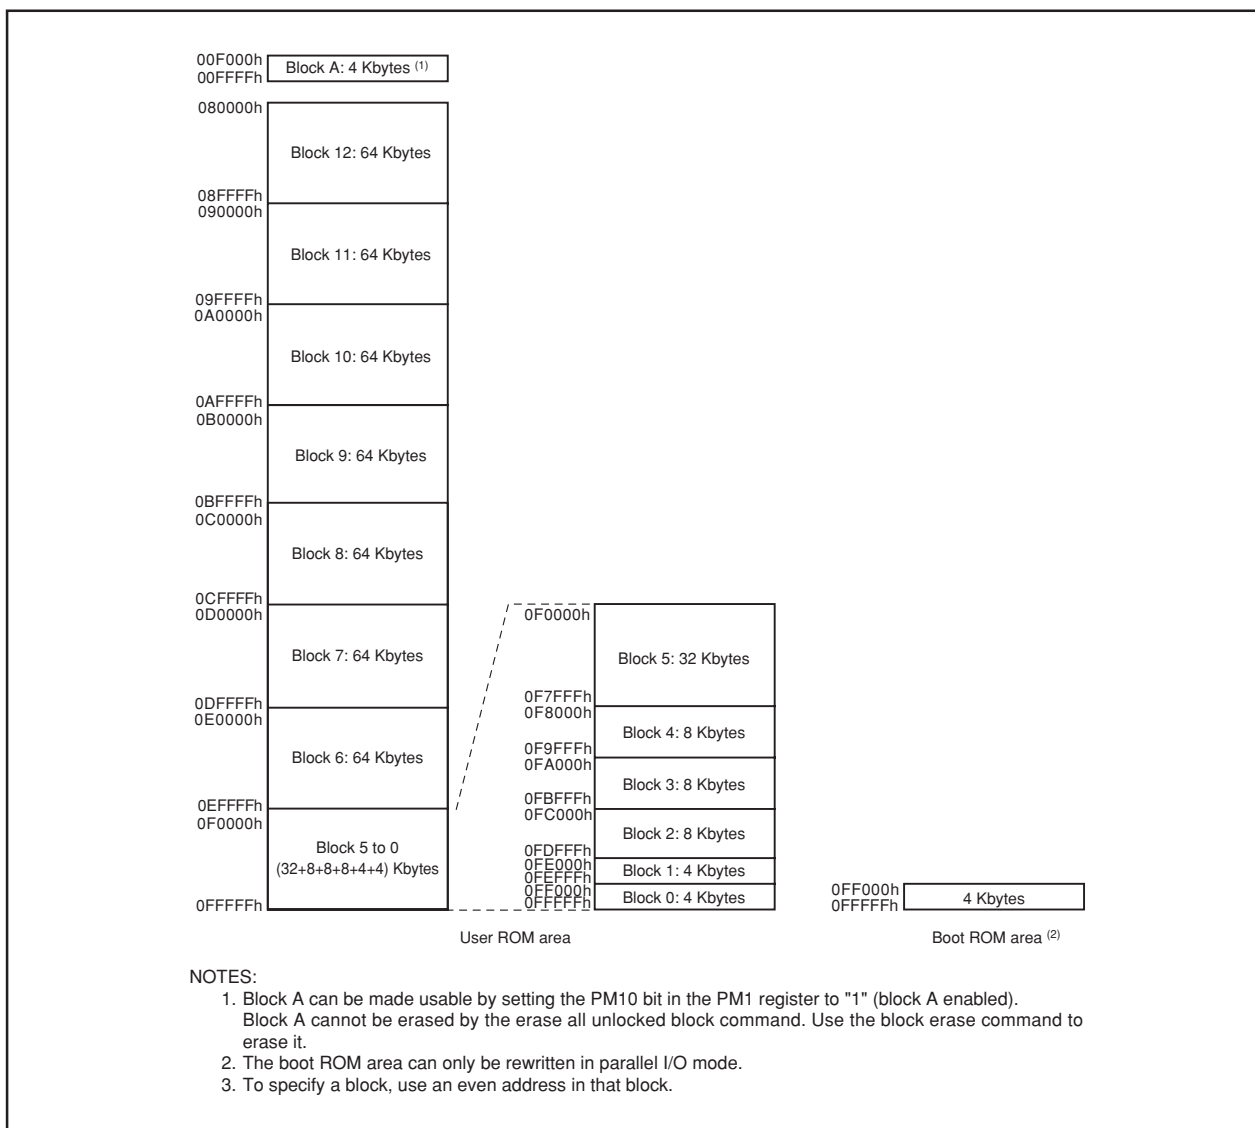 00F000h
Block A: 4 Kbytes (1)
00FFFFh
080000h
Block 12: 64 Kbytes
08FFFFh
090000h
Block 11: 64 Kbytes
09FFFFh
0A0000h
Block 10: 64 Kbytes
0AFFFFh
0B0000h
Block 9: 64 Kbytes
0BFFFFh
0C0000h
Block 8: 64 Kbytes
0CFFFFh
0D0000h
Block 7: 64 Kbytes
0DFFFFh
0E0000h
Block 6: 64 Kbytes
0EFFFFh
0F0000h
Block 5 to 0
(32+8+8+8+4+4) Kbytes
0FFFFFh
0F0000h
Block 5: 32 Kbytes
0F7FFFh
0F8000h
Block 4: 8 Kbytes
0F9FFFh
0FA000h
Block 3: 8 Kbytes
0FBFFFh
0FC000h
Block 2: 8 Kbytes
0FDFFFh
0FE000h
Block 1: 4 Kbytes
0FEFFFh
0FF000h
Block 0: 4 Kbytes
0FFFFFh
0FF000h
4 Kbytes
0FFFFFh
User ROM area
Boot ROM area (2)
NOTES:
1. Block A can be made usable by setting the PM10 bit in the PM1 register to "1" (block A enabled).
Block A cannot be erased by the erase all unlocked block command. Use the block erase command to
erase it.
2. The boot ROM area can only be rewritten in parallel I/O mode.
3. To specify a block, use an even address in that block.